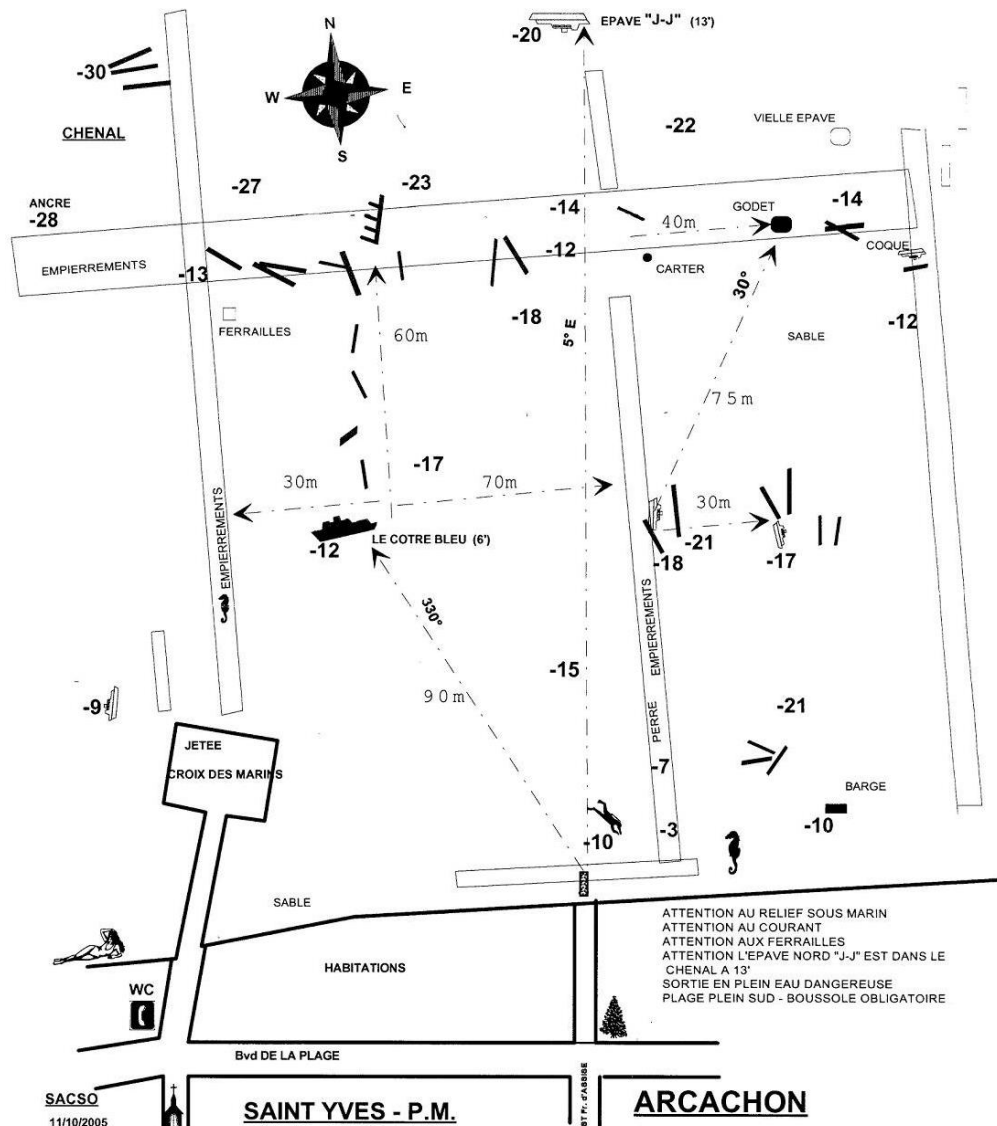 -20
EPAVE "J-J" (13')
N
W
E
S
-30
CHENAL
-22
VIELLE EPAVE
-27
-23
ANCRE
-28
-14
GODET
-14
40m
-12
COQUE
EMPIERREMENTS
-13
CARTER
30°
FERRAILLES
-18
60m
5° E
SABLE
-12
75m
-17
30m
70m
30m
EMPIERREMENTS
-12
LE COTRE BLEU (6')
-21
-18
-17
330°
EMPIERREMENTS
-15
90m
-9
-21
PERRE
JETEE
CROIX DES MARINS
-7
BARGE
-10
-3
-10
SABLE
ATTENTION AU RELIEF SOUS MARIN
ATTENTION AU COURANT
ATTENTION AUX FERRAILLES
ATTENTION L'EPAVE NORD "J-J" EST DANS LE
CHENAL A 13'
SORTIE EN PLEIN EAU DANGEREUSE
PLAGE PLEIN SUD - BOUSSOLE OBLIGATOIRE
HABITATIONS
WC
Bvd DE LA PLAGE
ST Fr. d'ASSISE
SACSO
11/10/2005
SAINT YVES - P.M.
ARCACHON